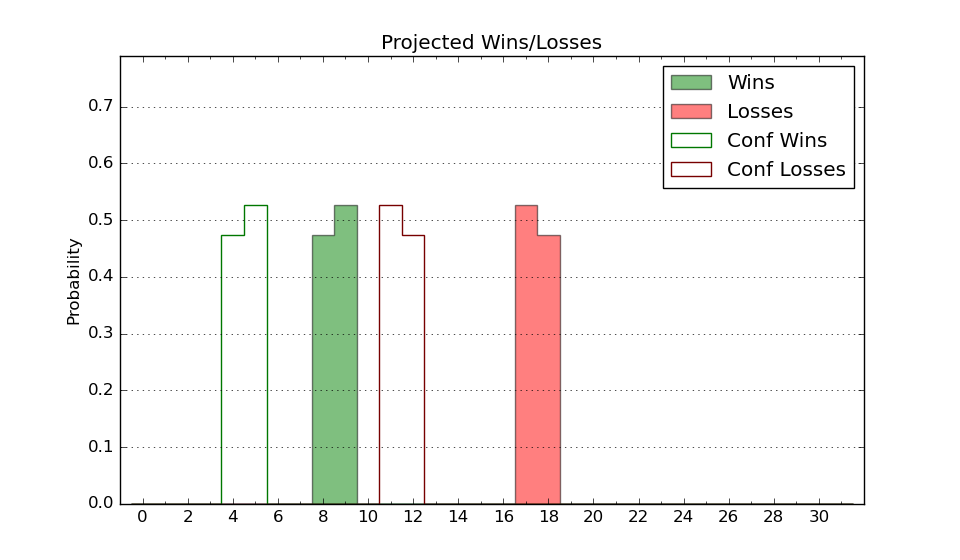 Projected Wins/Losses
Wins
Losses
Conf Wins
Conf Losses
Probability
0.7
0.6
0.5
0.4
0.3
0.2
0.1
0.0
0 2 4 6 8 10 12 14 16 18 20 22 24 26 28 30